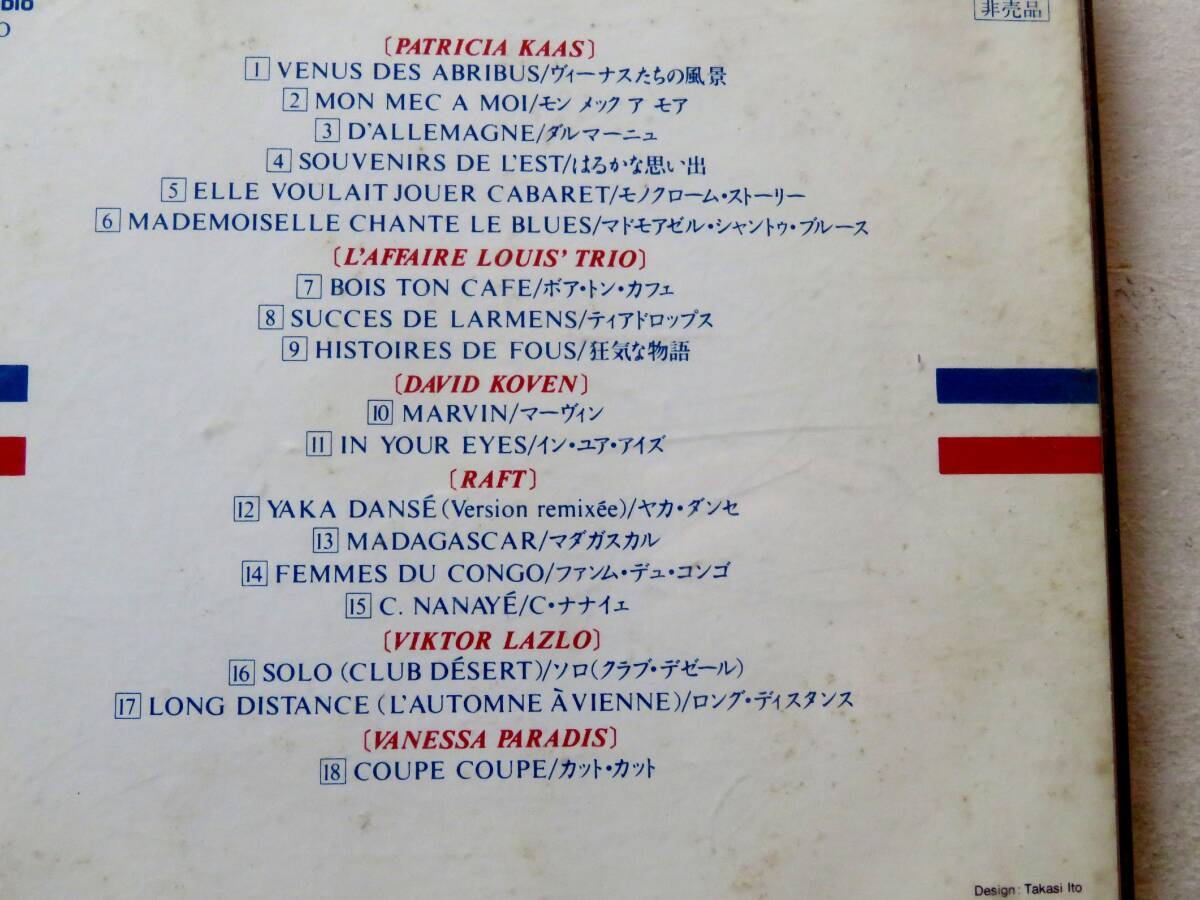 非売品
〔PATRICIA KAAS〕
1 VENUS DES ABRIBUS/ヴィーナスたちの風景
2 MON MEC A MOI/モン メック ア モア
3 D'ALLEMAGNE/ダルマーニュ
4 SOUVENIRS DE L'EST/はるかな思い出
5 ELLE VOULAIT JOUER CABARET/モノクローム・ストーリー
6 MADEMOISELLE CHANTE LE BLUES/マドモアゼル・シャントゥ・ブルース
〔L'AFFAIRE LOUIS' TRIO〕
7 BOIS TON CAFE/ボア・トン・カフェ
8 SUCCES DE LARMENS/ティアドロップス
9 HISTOIRES DE FOUS/狂気な物語
〔DAVID KOVEN〕
10 MARVIN/マーヴィン
11 IN YOUR EYES/イン・ユア・アイズ
〔RAFT〕
12 YAKA DANSÉ (Version remixée)/ヤカ・ダンセ
13 MADAGASCAR/マダガスカル
14 FEMMES DU CONGO/ファンム・デュ・コンゴ
15 C. NANAYÉ/C・ナナイェ
〔VIKTOR LAZLO〕
16 SOLO (CLUB DÉSERT)/ソロ(クラブ・デゼール)
17 LONG DISTANCE (L'AUTOMNE À VIENNE)/ロング・ディスタンス
〔VANESSA PARADIS〕
18 COUPE COUPE/カット・カット
Design: Takasi Ito